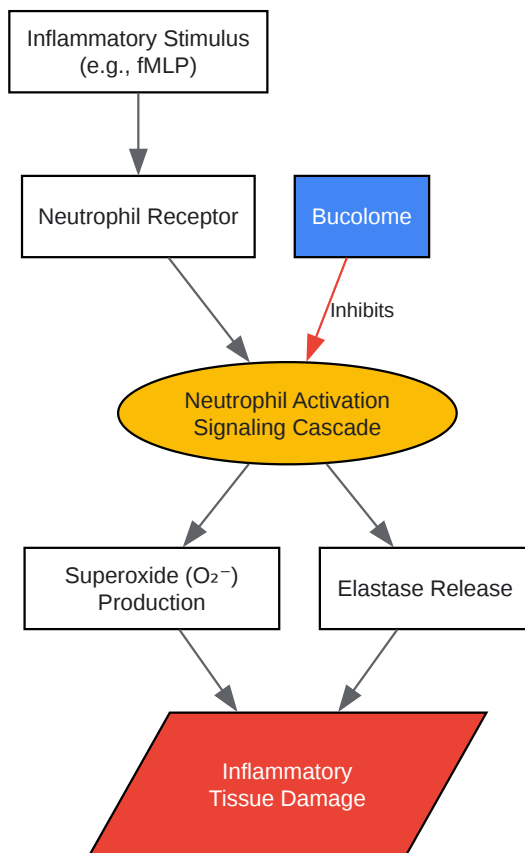 Inflammatory Stimulus
(e.g., fMLP)
Neutrophil Receptor
Bucolome
Inhibits
Neutrophil Activation
Signaling Cascade
Superoxide (O₂⁻)
Production
Elastase Release
Inflammatory
Tissue Damage